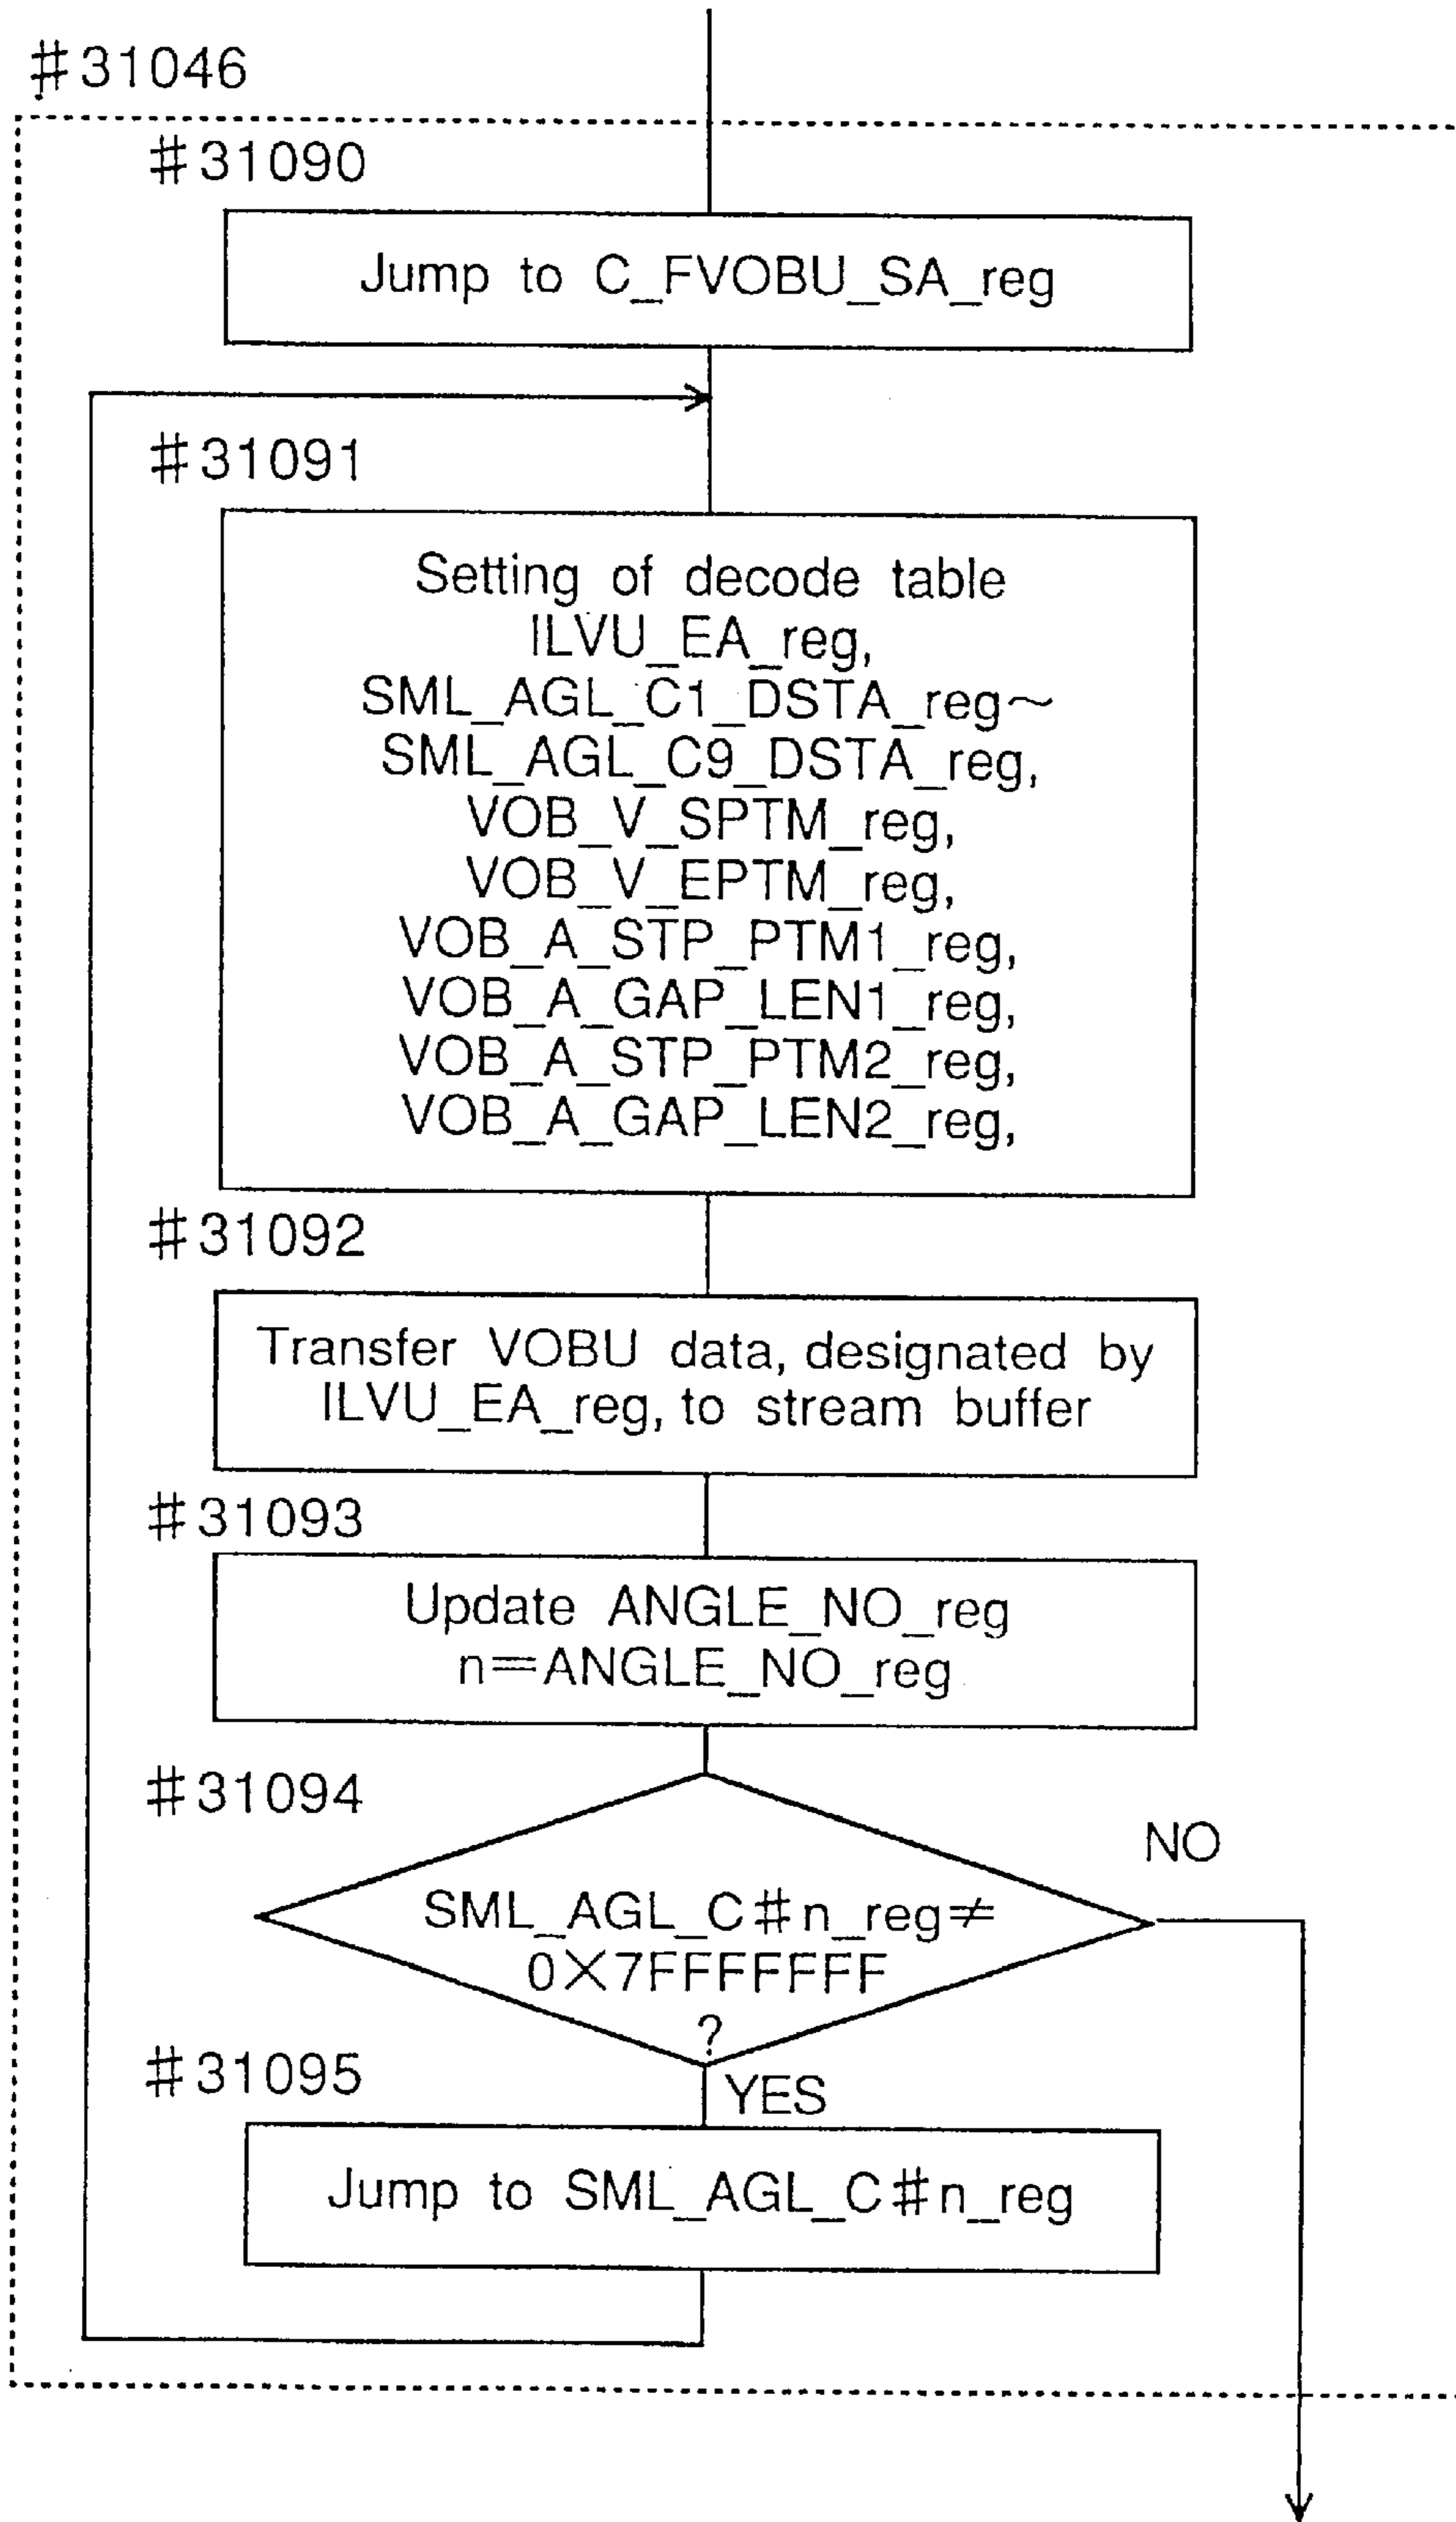 #31046
#31090
Jump to C_FVOBU_SA_reg
#31091
Setting of decode table
ILVU_EA_reg,
SML_AGL_C1_DSTA_reg~
SML_AGL_C9_DSTA_reg,
VOB_V_SPTM_reg,
VOB_V_EPTM_reg,
VOB_A_STP_PTM1_reg,
VOB_A_GAP_LEN1_reg,
VOB_A_STP_PTM2_reg,
VOB_A_GAP_LEN2_reg,
#31092
Transfer VOBU data, designated by
ILVU_EA_reg, to stream buffer
#31093
Update ANGLE_NO_reg
n=ANGLE_NO_reg
#31094
NO
SML_AGL_C#n_reg≠
0×7FFFFFFF
?
#31095
YES
Jump to SML_AGL_C#n_reg